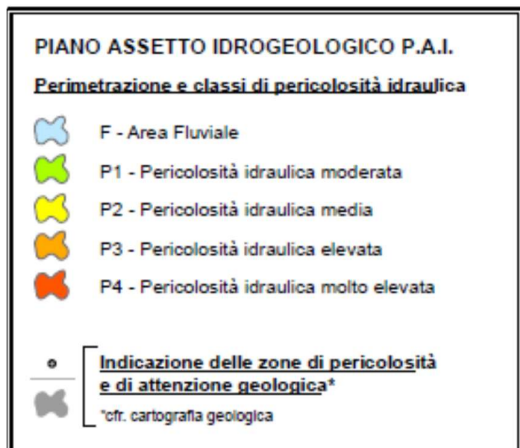 PIANO ASSETTO IDROGEOLOGICO P.A.I.
Perimetrazione e classi di pericolosità idraulica
F - Area Fluviale
P1 - Pericolosità idraulica moderata
P2 - Pericolosità idraulica media
P3 - Pericolosità idraulica elevata
P4 - Pericolosità idraulica molto elevata
Indicazione delle zone di pericolosità
e di attenzione geologica*
*cfr. cartografia geologica